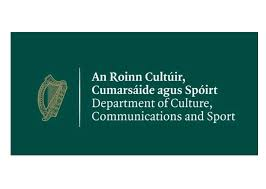 An Roinn Cultúir,
Cumarsáide agus Spóirt
Department of Culture,
Communications and Sport